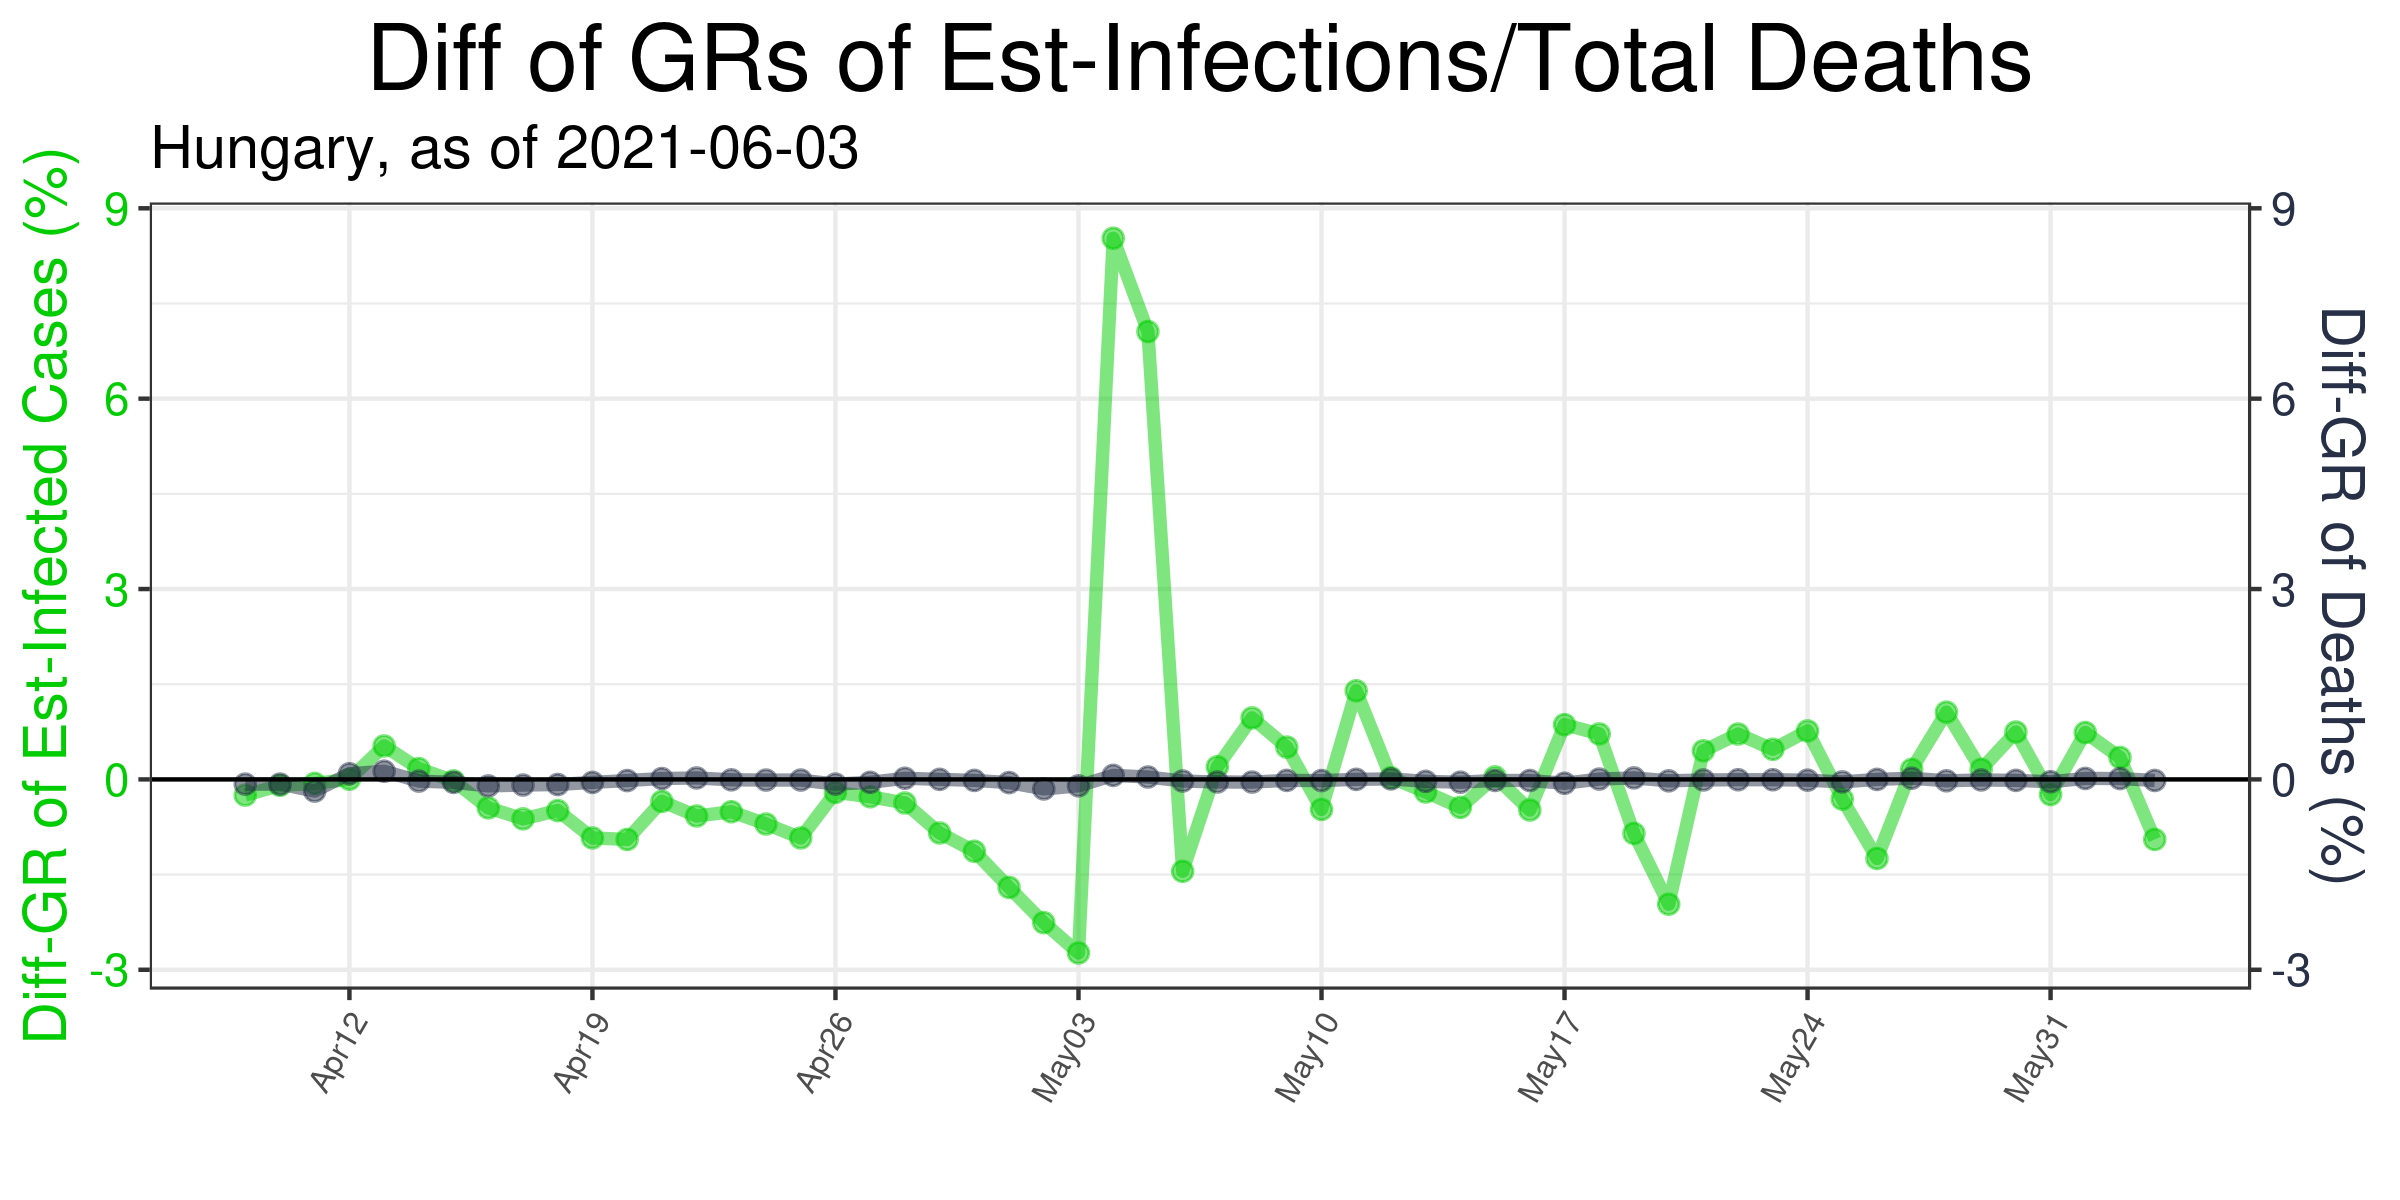 Diff of GRs of Est-Infections/Total Deaths
Hungary, as of 2021-06-03
Diff-GR of Est-Infected Cases (%)
9
6
3
0
-3
9
6
3
0
-3
Diff-GR of Deaths (%)
Apr12
Apr19
Apr26
May03
May10
May17
May24
May31